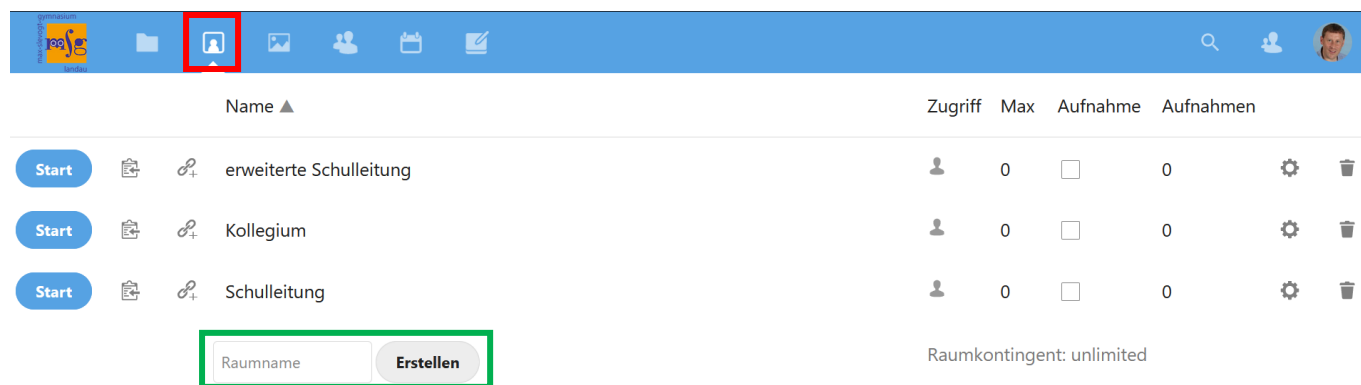 max-slevogt-gymnasium
msg
landau
Name ▲ Zugriff Max Aufnahme Aufnahmen
Start erweiterte Schulleitung 0 0
Start Kollegium 0 0
Start Schulleitung 0 0
Raumname Erstellen Raumkontingent: unlimited